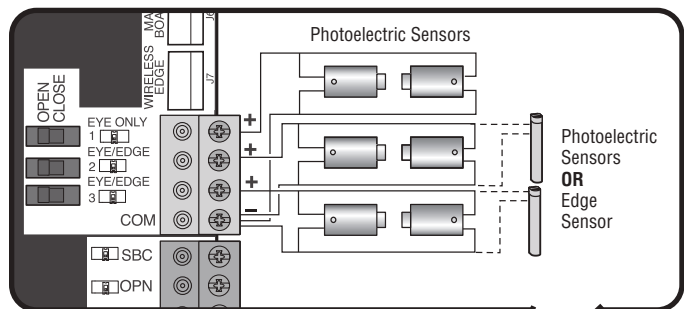 Photoelectric Sensors
MA
BOA
J6
WIRELESS
EDGE
J7
OPEN
CLOSE
EYE ONLY
1
EYE/EDGE
2
EYE/EDGE
3
COM
+
+
+
–
SBC
OPN
Photoelectric
Sensors
OR
Edge
Sensor